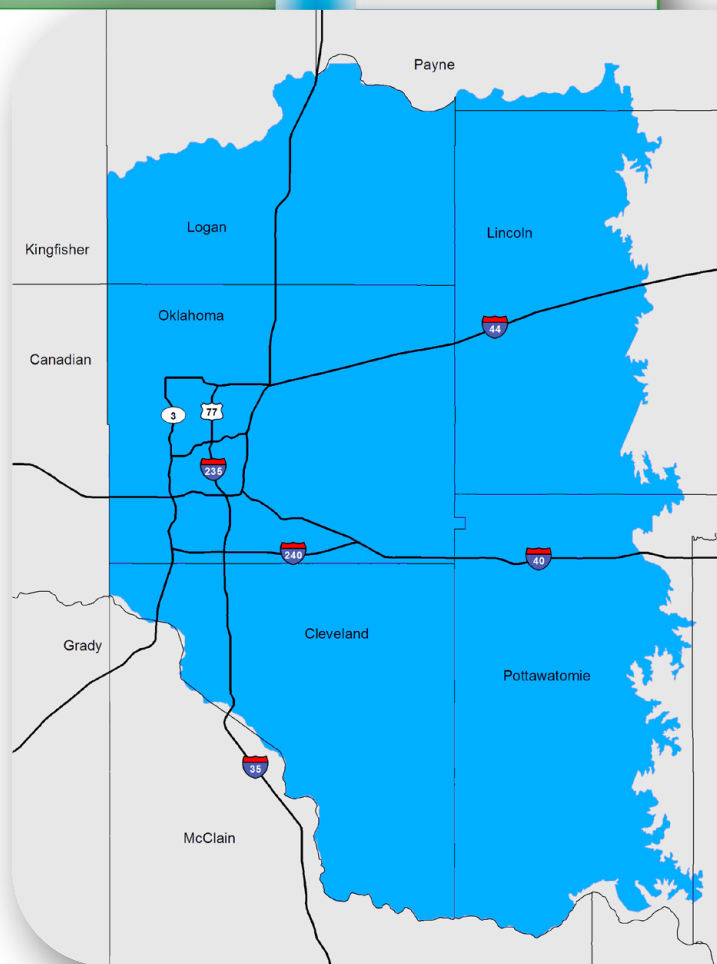 Payne
Logan
Lincoln
Kingfisher
Oklahoma
44
Canadian
3
77
235
240
40
Cleveland
Grady
Pottawatomie
35
McClain